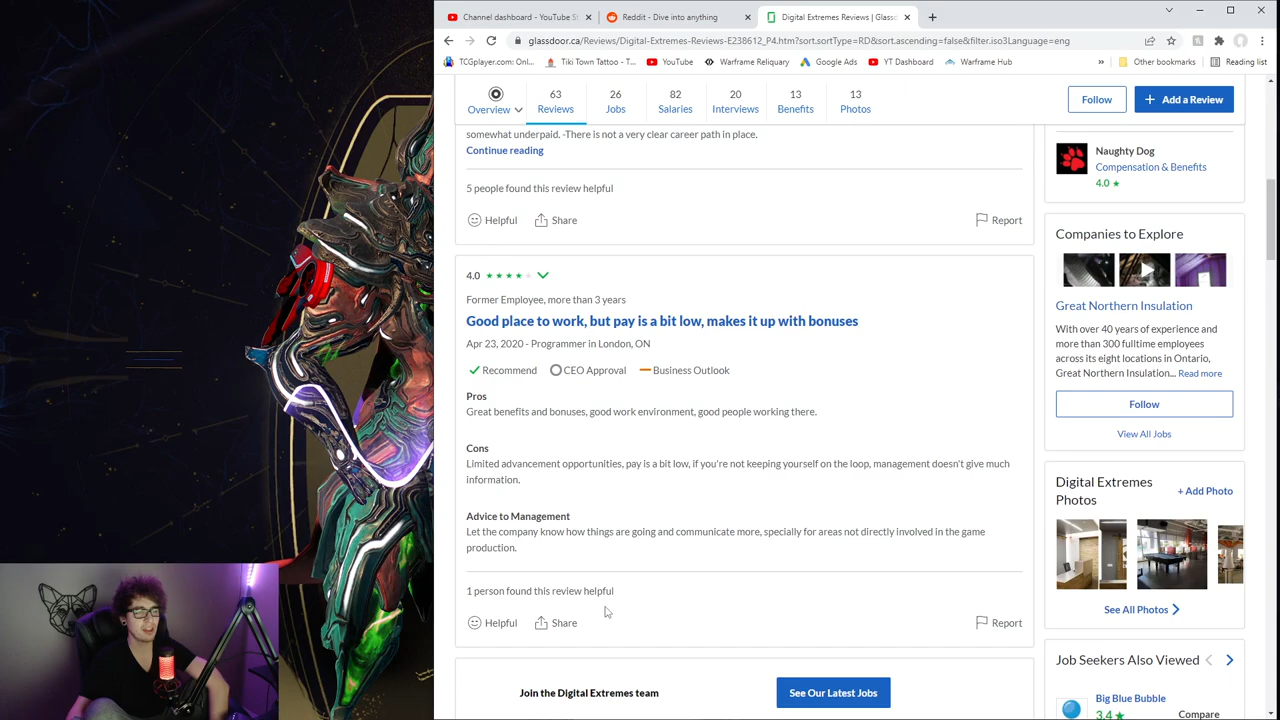 Channel dashboard - YouTube St
Reddit - Dive into anything
Digital Extremes Reviews | Glassd
glassdoor.ca/Reviews/Digital-Extremes-Reviews-E238612_P4.htm?sort.sortType=RD&sort.ascending=false&filter.iso3Language=eng
TCGplayer.com: Onl...
Tiki Town Tattoo - T...
YouTube
Warframe Reliquary
Google Ads
YT Dashboard
Warframe Hub
»
Other bookmarks
Reading list
Overview
63
Reviews
26
Jobs
82
Salaries
20
Interviews
13
Benefits
13
Photos
Follow
+ Add a Review
somewhat underpaid. -There is not a very clear career path in place.
Continue reading
5 people found this review helpful
Helpful
Share
Report
4.0 ★★★★★
Former Employee, more than 3 years
Good place to work, but pay is a bit low, makes it up with bonuses
Apr 23, 2020 - Programmer in London, ON
Recommend
CEO Approval
Business Outlook
Pros
Great benefits and bonuses, good work environment, good people working there.
Cons
Limited advancement opportunities, pay is a bit low, if you're not keeping yourself on the loop, management doesn't give much
information.
Advice to Management
Let the company know how things are going and communicate more, specially for areas not directly involved in the game
production.
1 person found this review helpful
Helpful
Share
Report
Join the Digital Extremes team
See Our Latest Jobs
Naughty Dog
Compensation & Benefits
4.0 ★
Companies to Explore
Great Northern Insulation
With over 40 years of experience and
more than 300 fulltime employees
across its eight locations in Ontario,
Great Northern Insulation... Read more
Follow
View All Jobs
Digital Extremes
Photos
+ Add Photo
See All Photos
Job Seekers Also Viewed
Big Blue Bubble
3.4 ★
Compare